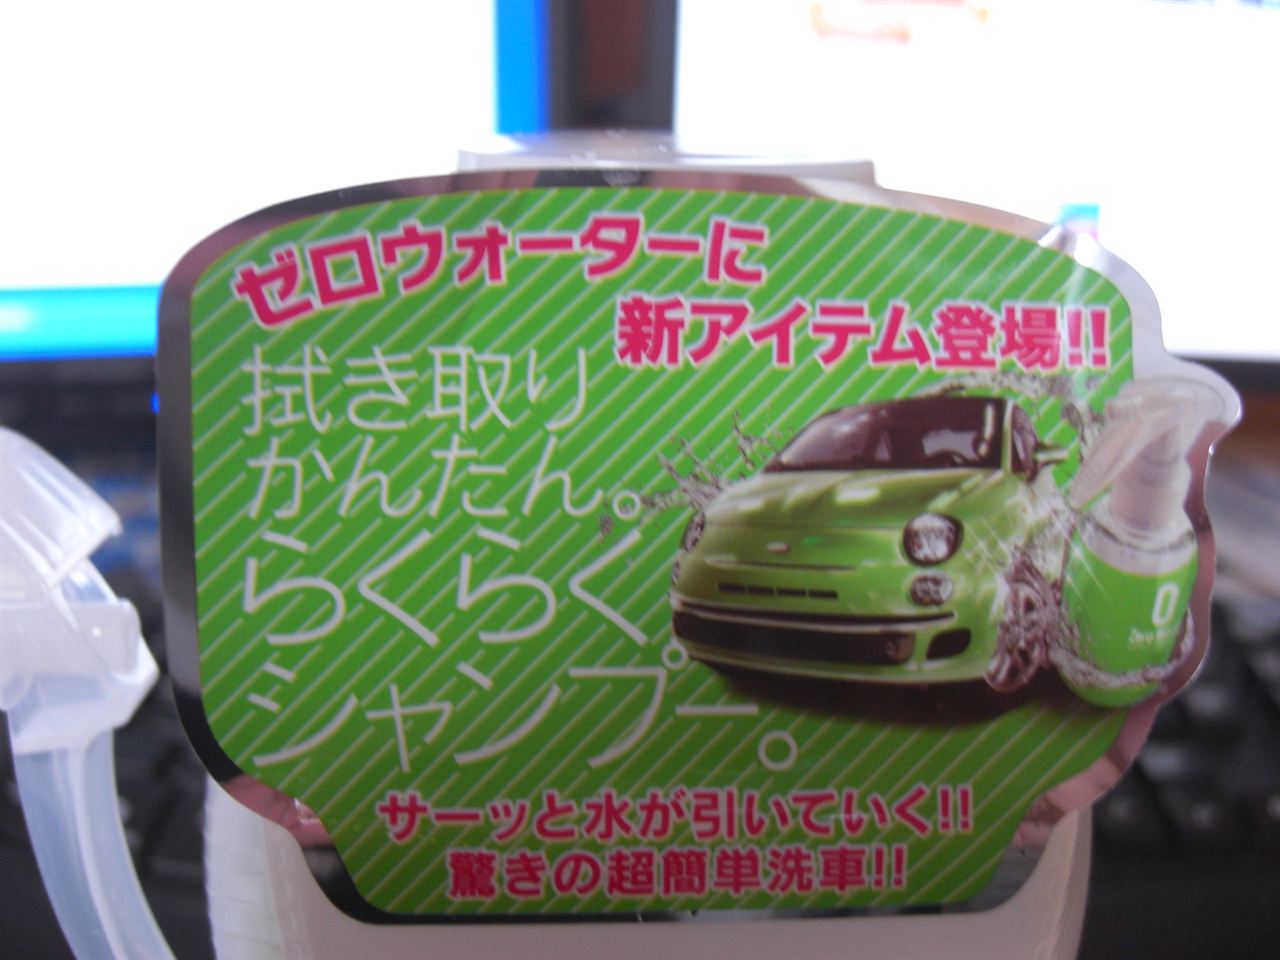 ゼロウォーターに
新アイテム登場!!
拭き取り
かんたん。
らくらく
シャンプー。
0
Zero
サーッと水が引いていく!!
驚きの超簡単洗車!!